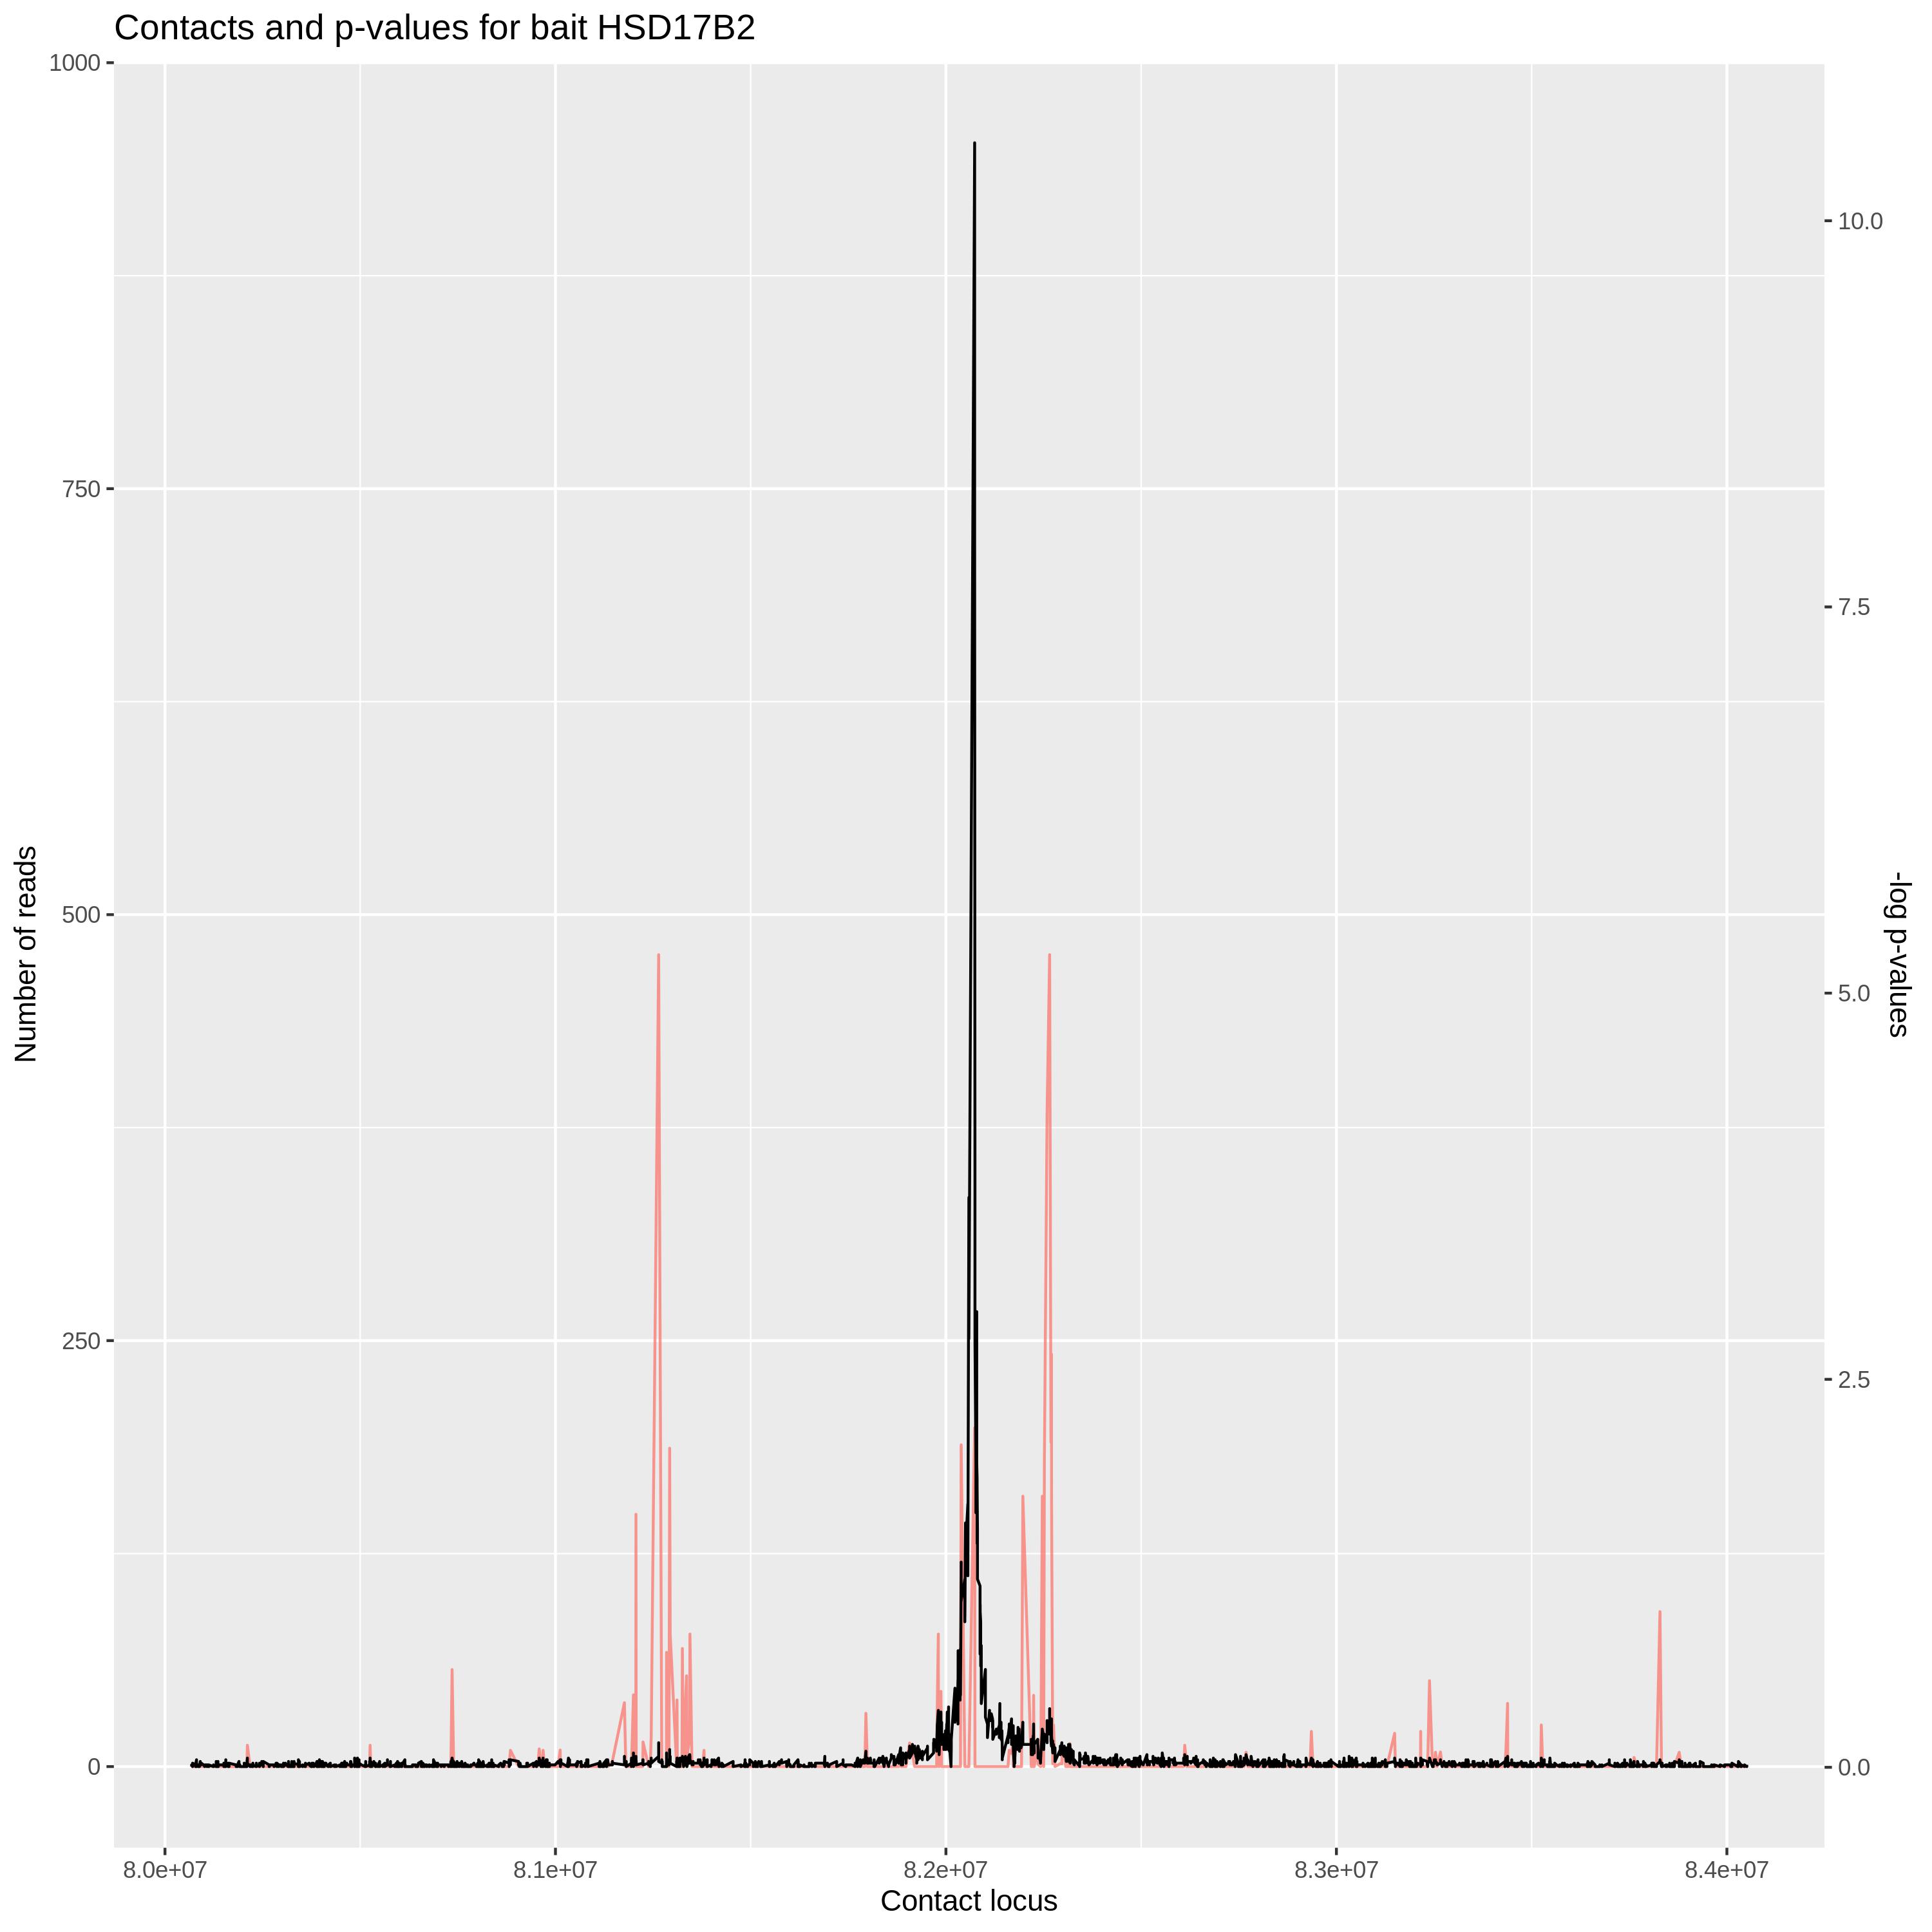 Contacts and p-values for bait HSD17B2
1000
750
500
250
0
Number of reads
10.0
7.5
5.0
2.5
0.0
-log p-values
8.0e+07
8.1e+07
8.2e+07
8.3e+07
8.4e+07
Contact locus